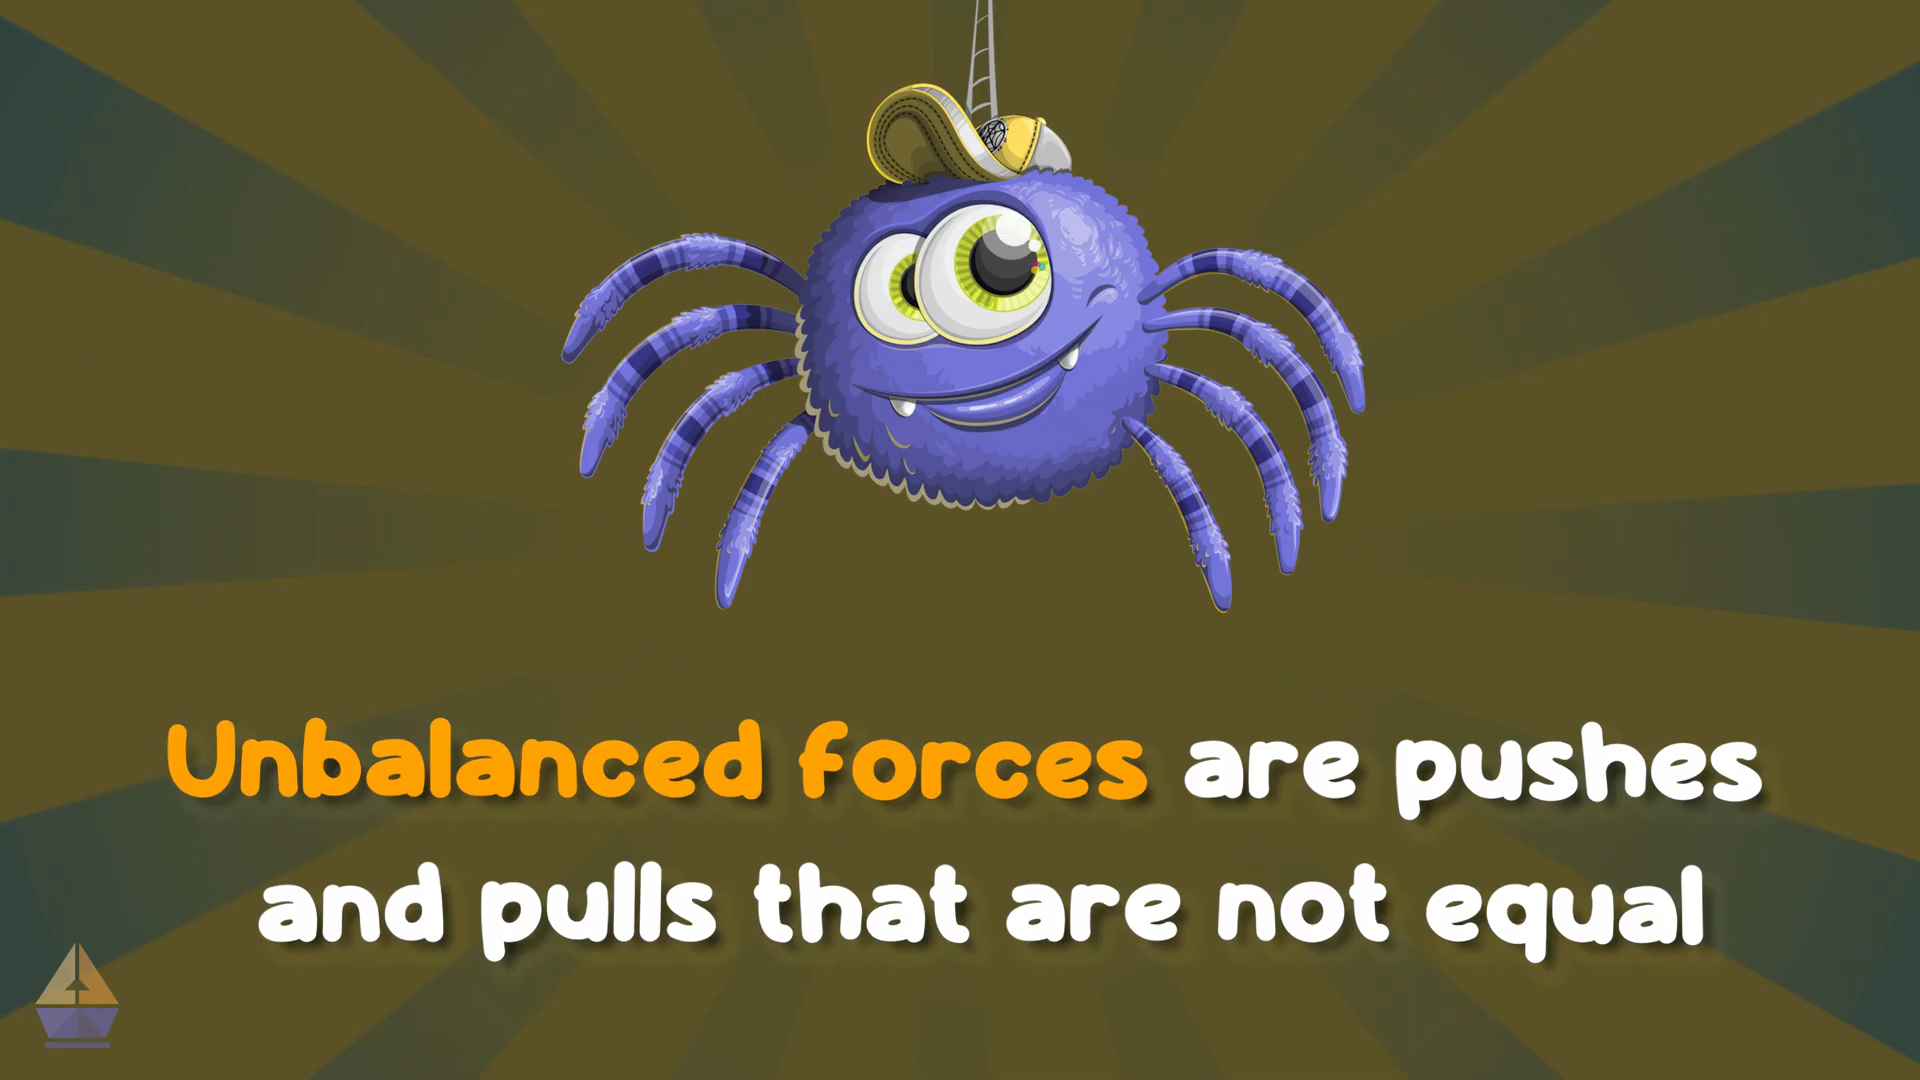 Unbalanced forces are pushes
and pulls that are not equal